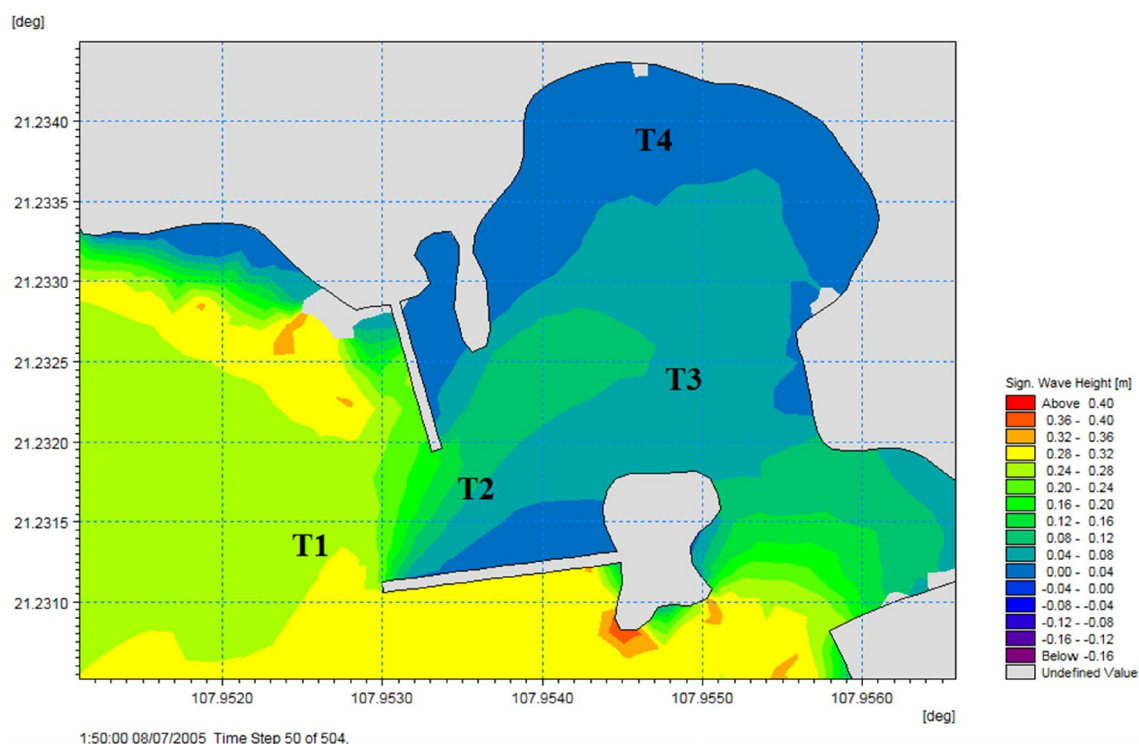 [deg]
21.2340
21.2335
21.2330
21.2325
21.2320
21.2315
21.2310
T4
T3
T2
T1
107.9520
107.9530
107.9540
107.9550
107.9560
[deg]
1:50:00 08/07/2005 Time Step 50 of 504.
Sign. Wave Height [m]
Above 0.40
0.36 - 0.40
0.32 - 0.36
0.28 - 0.32
0.24 - 0.28
0.20 - 0.24
0.16 - 0.20
0.12 - 0.16
0.08 - 0.12
0.04 - 0.08
0.00 - 0.04
-0.04 - 0.00
-0.08 - -0.04
-0.12 - -0.08
-0.16 - -0.12
Below -0.16
Undefined Value